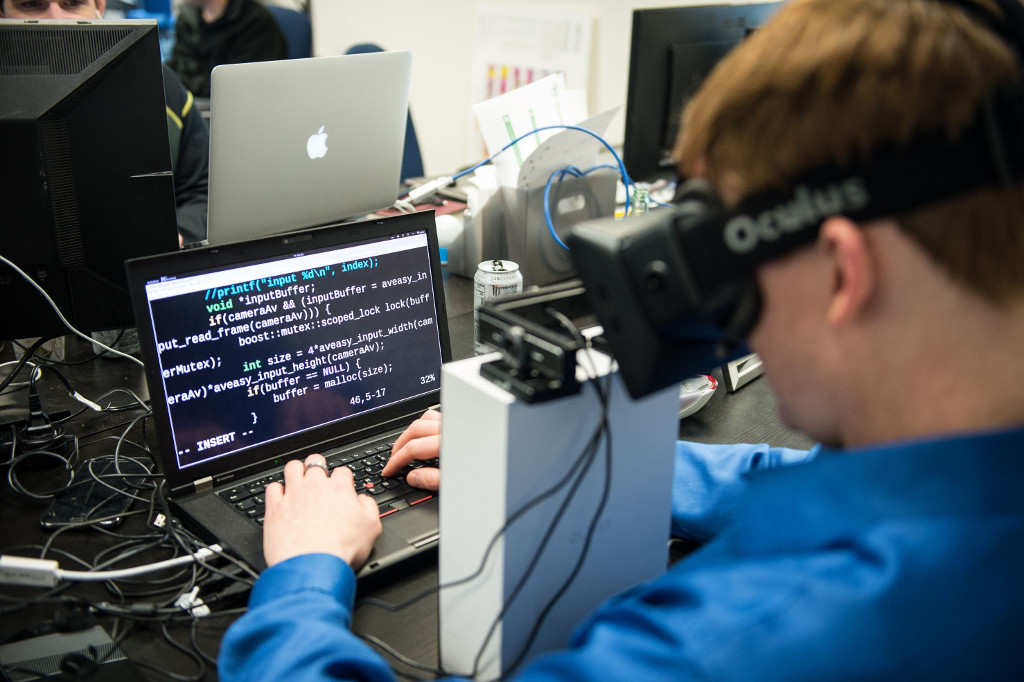 //printf("input %d\n", index);
void *inputBuffer;
if(cameraAv && (inputBuffer = aveasy_in
put_read_frame(cameraAv))) {
boost::mutex::scoped_lock lock(buff
erMutex);
int size = 4*aveasy_input_width(cam
eraAv)*aveasy_input_height(cameraAv);
if(buffer == NULL) {
buffer = malloc(size);
}
-- INSERT --
46,5-17
32%
Oculus